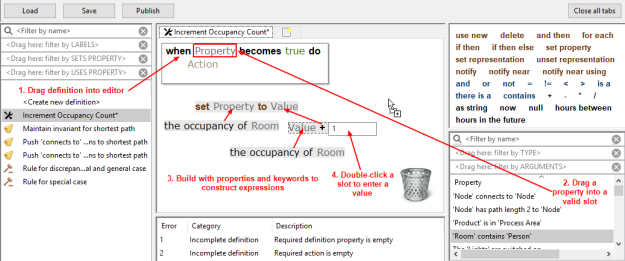 Load
Save
Publish
Close all tabs
<Filter by name>
<Drag here: filter by LABELS>
<Drag here: filter by SETS PROPERTY>
<Drag here: filter by USES PROPERTY>
1. Drag definition into editor
<Create new definition>
Increment Occupancy Count*
Maintain invariant for shortest path
Push 'connects to' ...ns to shortest path
Push 'connects to' ...ns to shortest path
Rule for discrepan...al and general case
Rule for special case
Increment Occupancy Count*
when Property becomes true do
Action
set Property to Value
the occupancy of Room
Value + 1
the occupancy of Room
3. Build with properties and keywords to
construct expressions
4. Double-click a
slot to enter a
value
Error Category Description
1 Incomplete definition Required definition property is empty
2 Incomplete definition Required action is empty
use new delete and then for each
if then if then else set property
set representation unset representation
notify notify near notify near using
and or not = != < > is a
there is a contains + - * /
as string now null hours between
hours in the future
<Filter by name>
<Drag here: filter by TYPE>
<Drag here: filter by ARGUMENTS>
Property
'Node' connects to 'Node'
'Node' has path length 2 to 'Node'
'Product' is in 'Process Area'
'Room' contains 'Person'
The 'Lights' are switched on
2. Drag a
property into a
valid slot